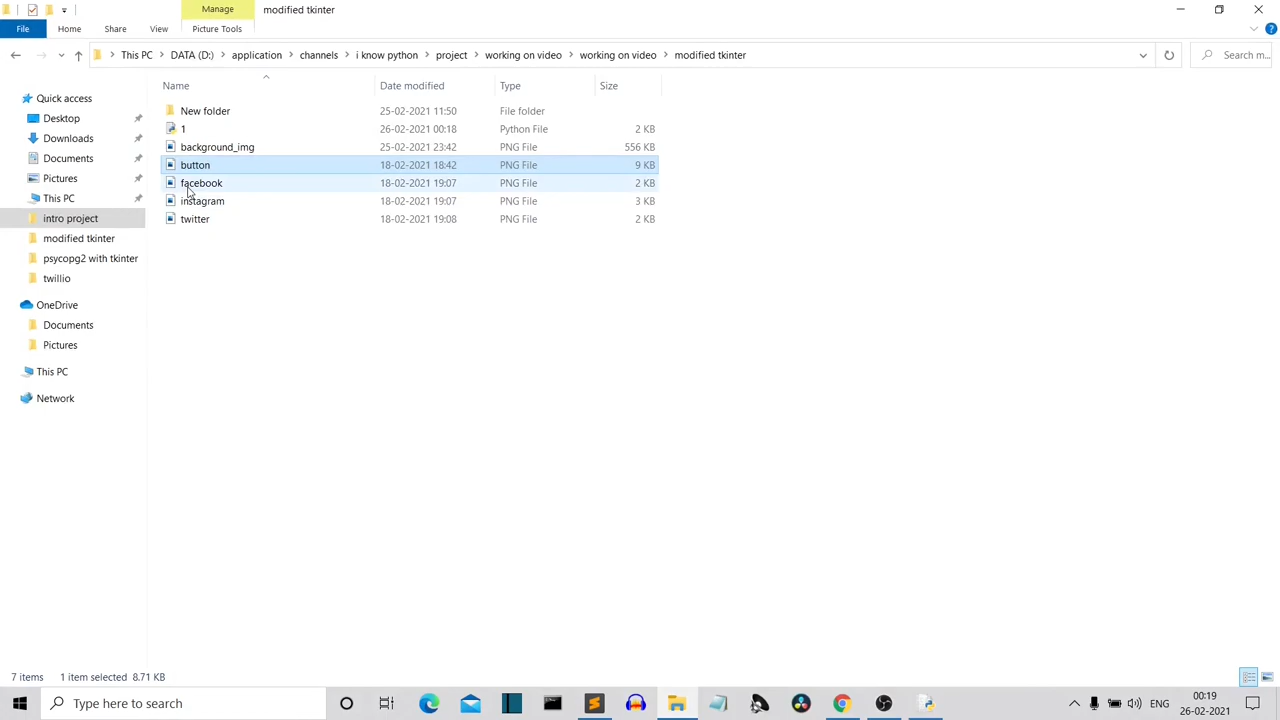 Manage
modified tkinter
File
Home
Share
View
Picture Tools
This PC
DATA (D:)
application
channels
i know python
project
working on video
working on video
modified tkinter
Search m...
Name
Date modified
Type
Size
New folder
25-02-2021 11:50
File folder
1
26-02-2021 00:18
Python File
2 KB
background_img
25-02-2021 23:42
PNG File
556 KB
button
18-02-2021 18:42
PNG File
9 KB
facebook
18-02-2021 19:07
PNG File
2 KB
instagram
18-02-2021 19:07
PNG File
3 KB
twitter
18-02-2021 19:08
PNG File
2 KB
Quick access
Desktop
Downloads
Documents
Pictures
This PC
intro project
modified tkinter
psycopg2 with tkinter
twillio
OneDrive
Documents
Pictures
This PC
Network
7 items
1 item selected 8.71 KB
Type here to search
ENG
00:19
26-02-2021